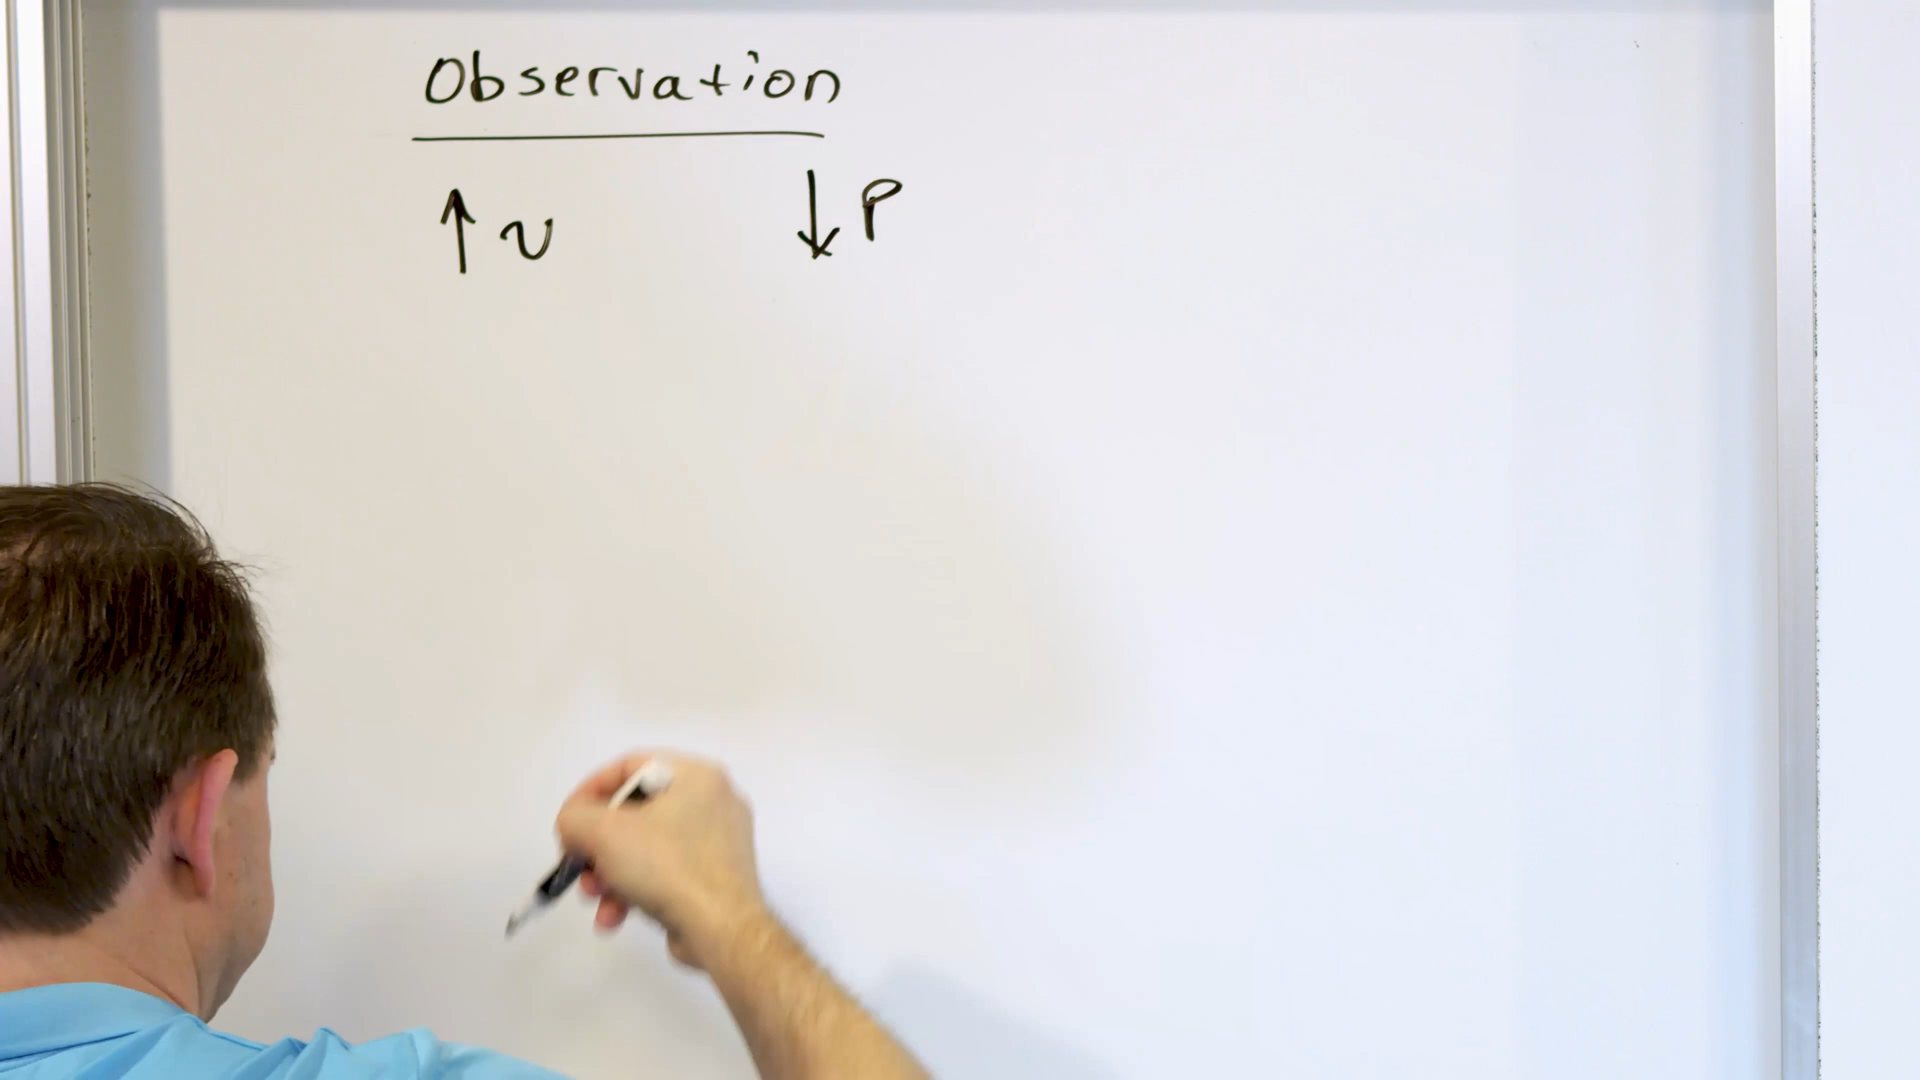 Observation
↑ v ↓ P